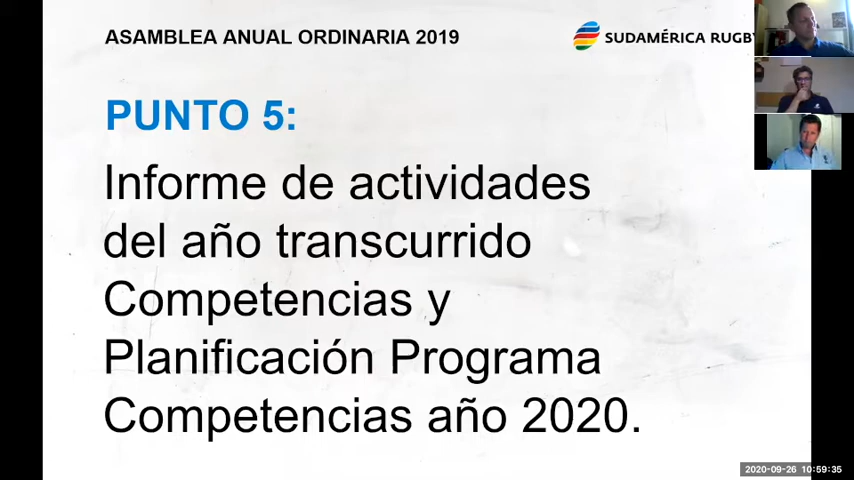 ASAMBLEA ANUAL ORDINARIA 2019
SUDAMÉRICA RUGBY
PUNTO 5:
Informe de actividades
del año transcurrido
Competencias y
Planificación Programa
Competencias año 2020.
2020-09-26 10:59:35